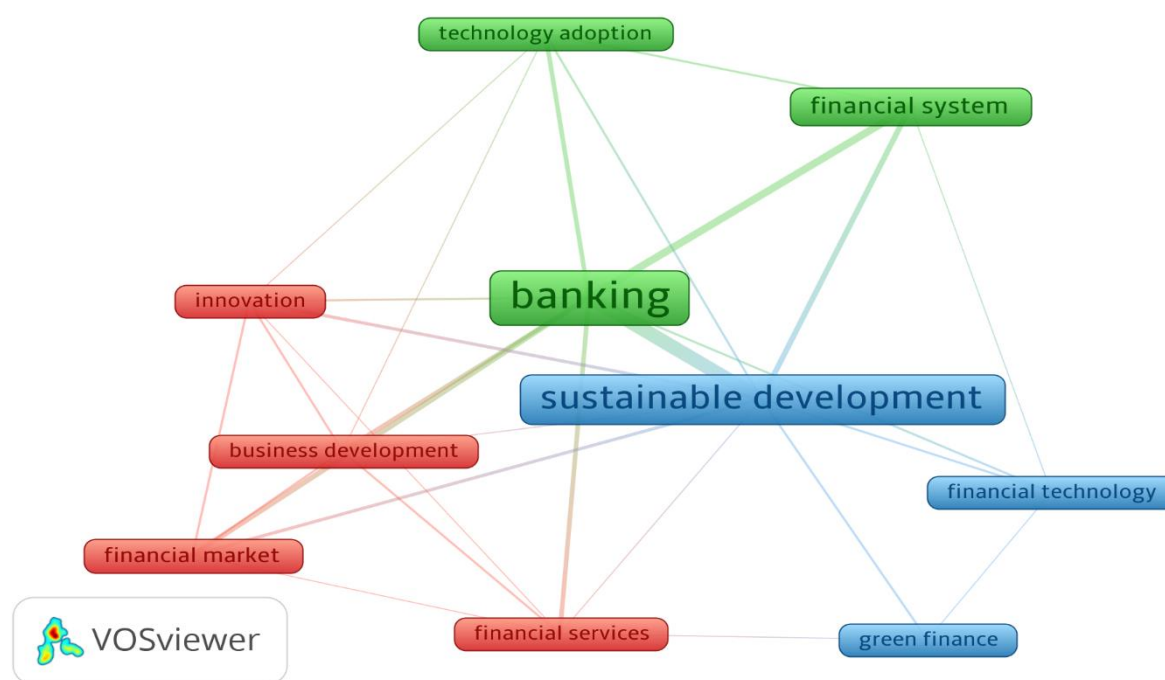 technology adoption
financial system
innovation
banking
sustainable development
business development
financial technology
financial market
VOSviewer
financial services
green finance